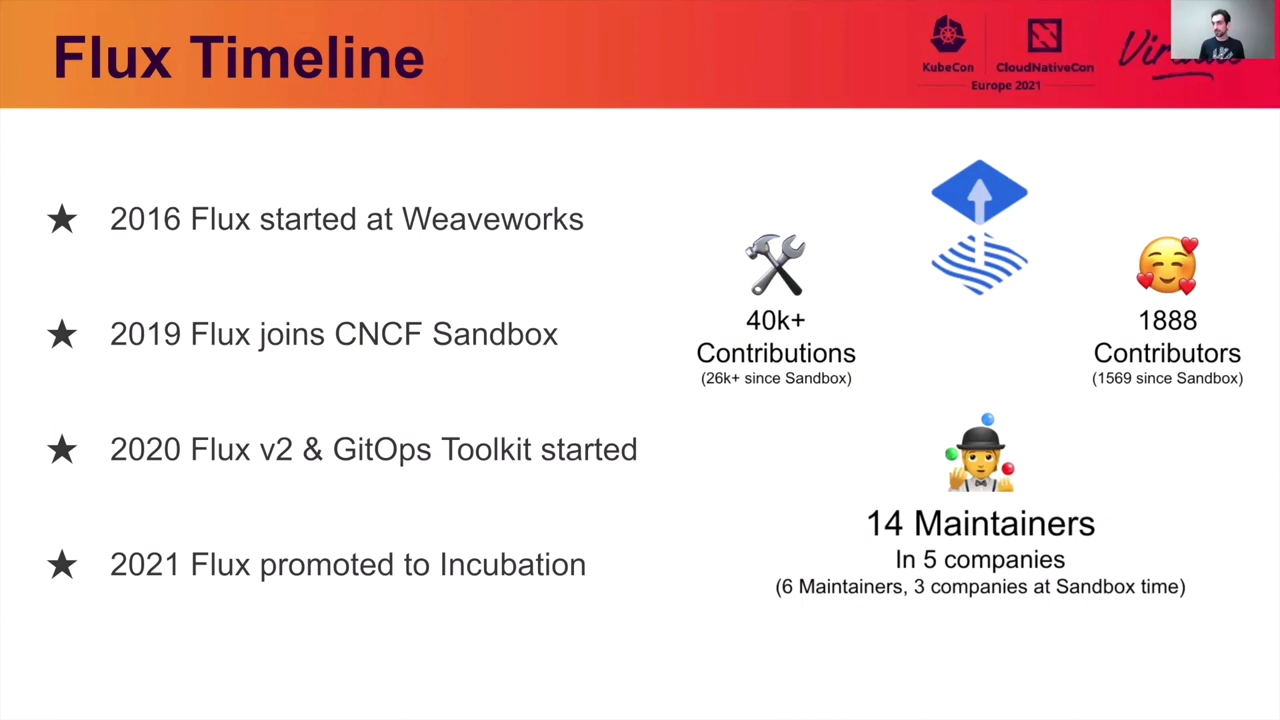 Flux Timeline
KubeCon
CloudNativeCon
Europe 2021
★ 2016 Flux started at Weaveworks
★ 2019 Flux joins CNCF Sandbox
★ 2020 Flux v2 & GitOps Toolkit started
★ 2021 Flux promoted to Incubation
40k+
Contributions
(26k+ since Sandbox)
1888
Contributors
(1569 since Sandbox)
14 Maintainers
In 5 companies
(6 Maintainers, 3 companies at Sandbox time)